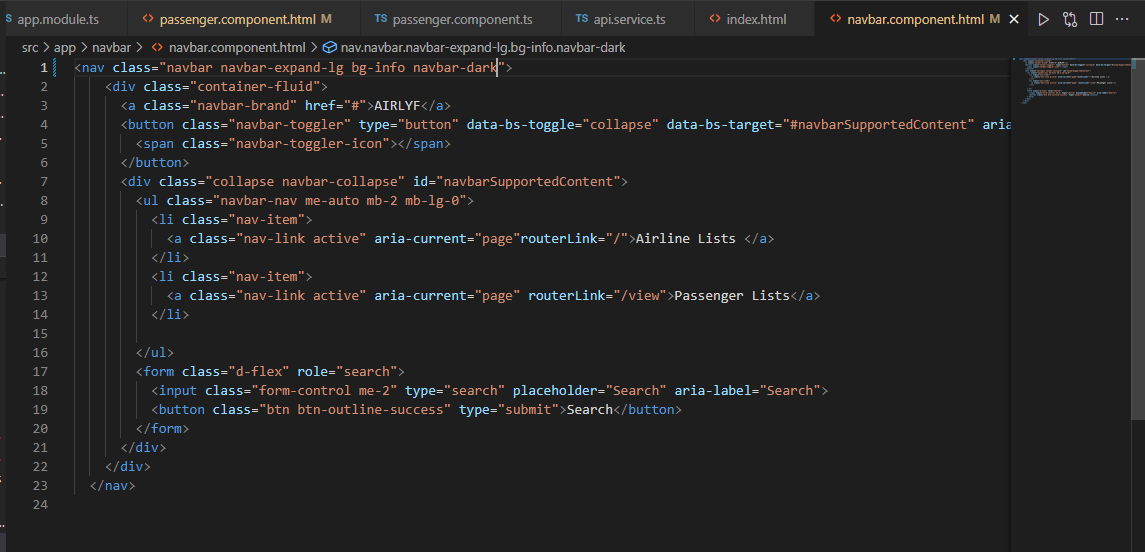 app.module.ts
passenger.component.html M
TS passenger.component.ts
TS api.service.ts
<> index.html
<> navbar.component.html M
src > app > navbar > <> navbar.component.html > nav.navbar.navbar-expand-lg.bg-info.navbar-dark
1 <nav class="navbar navbar-expand-lg bg-info navbar-dark">
2 <div class="container-fluid">
3 <a class="navbar-brand" href="#">AIRLYF</a>
4 <button class="navbar-toggler" type="button" data-bs-toggle="collapse" data-bs-target="#navbarSupportedContent" aria
5 <span class="navbar-toggler-icon"></span>
6 </button>
7 <div class="collapse navbar-collapse" id="navbarSupportedContent">
8 <ul class="navbar-nav me-auto mb-2 mb-lg-0">
9 <li class="nav-item">
10 <a class="nav-link active" aria-current="page"routerLink="/">Airline Lists </a>
11 </li>
12 <li class="nav-item">
13 <a class="nav-link active" aria-current="page" routerLink="/view">Passenger Lists</a>
14 </li>
15
16 </ul>
17 <form class="d-flex" role="search">
18 <input class="form-control me-2" type="search" placeholder="Search" aria-label="Search">
19 <button class="btn btn-outline-success" type="submit">Search</button>
20 </form>
21 </div>
22 </div>
23 </nav>
24